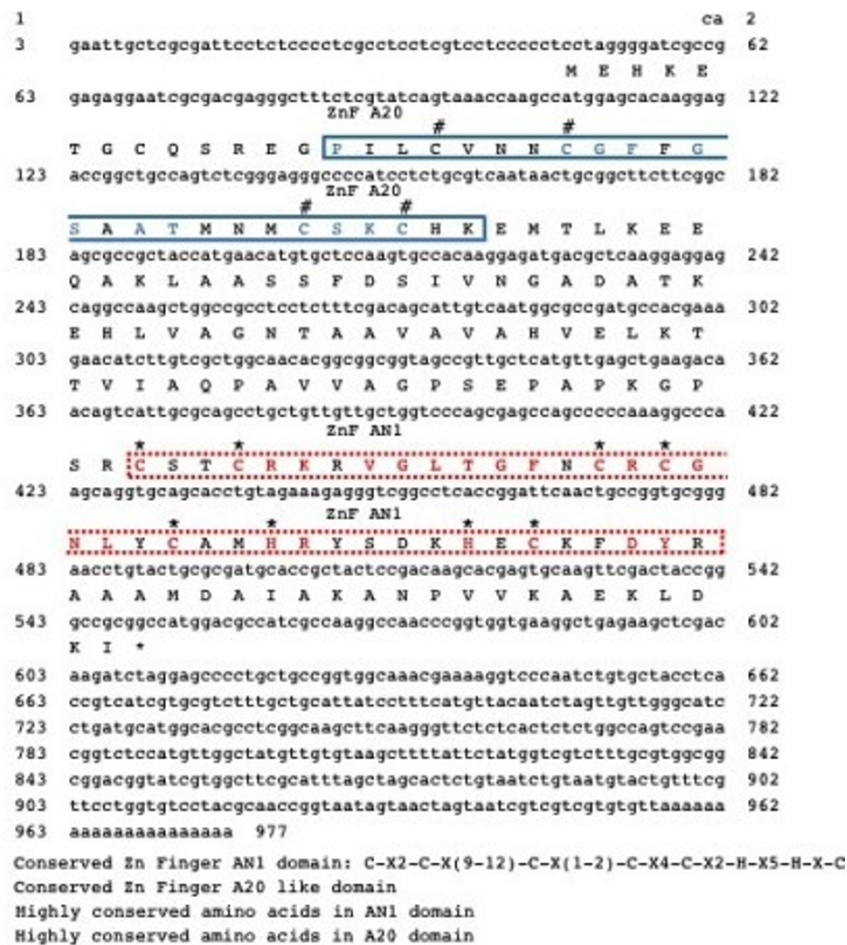 1 ca 2
3 gaattgctcgcgattcctctcccctcgcctcctcgtcctcccccctcctaggggatcgccg 62
M E H K E
63 gagaggaatcgcgacgagggctttctcgtatcagtaaaccaagccatggagcacaaggag 122
ZnF A20
# #
T G C Q S R E G P I L C V N N C G F F G
123 accggctgccagtctcgggagggccccatcctctgcgtcaataactgcggcttcttcggc 182
ZnF A20
# #
S A A T M N M C S K C H K E M T L K E E
183 agcgccgctaccatgaacatgtgctccaagtgccacaaggagatgacgctcaaggaggag 242
Q A K L A A S S F D S I V N G A D A T K
243 caggccaagctggccgcctcctctttcgacagcattgtcaatggcgccgatgccacgaaa 302
E H L V A G N T A A V A V A H V E L K T
303 gaacatcttgtcgctggcaacacggcggcggtagccgttgctcatgttgagctgaagaca 362
T V I A Q P A V V A G P S E P A P K G P
363 acagtcattgcgcagcctgctgttgttgctggtcccagcgagccagcccccaaaggccca 422
ZnF AN1
* * * *
S R C S T C R K R V G L T G F N C R C G
423 agcaggtgcagcacctgtagaaagagggtcggcctcaccggattcaactgccggtgcggg 482
ZnF AN1
* * * *
N L Y C A M H R Y S D K H E C K F D Y R
483 aacctgtactgcgcgatgcaccgctactccgacaagcacgagtgcaagttcgactaccgg 542
A A A M D A I A K A N P V V K A E K L D
543 gccgcggccatggacgccatcgccaaggccaacccggtggtgaaggctgagaagctcgac 602
K I *
603 aagatctaggagcccctgctgccggtggcaaacgaaaaggtcccaatctgtgctacctca 662
663 ccgtcatcgtgcgtctttgctgcattatcctttcatgttacaatctagttgttgggcatc 722
723 ctgatgcatggcacgcctcggcaagcttcaagggttctctcactctctggccagtccgaa 782
783 cggtctccatgttggctatgttgtgtaagcttttattctatggtcgtctttgcgtggcgg 842
843 cggacggtatcgtggcttcgcatttagctagcactctgtaatctgtaatgtactgtttcg 902
903 ttcctggtgtcctacgcaaccggtaatagtaactagtaatcgtcgtcgtgtgttaaaaaa 962
963 aaaaaaaaaaaaaaa 977
Conserved Zn Finger AN1 domain: C-X2-C-X(9-12)-C-X(1-2)-C-X4-C-X2-H-X5-H-X-C
Conserved Zn Finger A20 like domain
Highly conserved amino acids in AN1 domain
Highly conserved amino acids in A20 domain